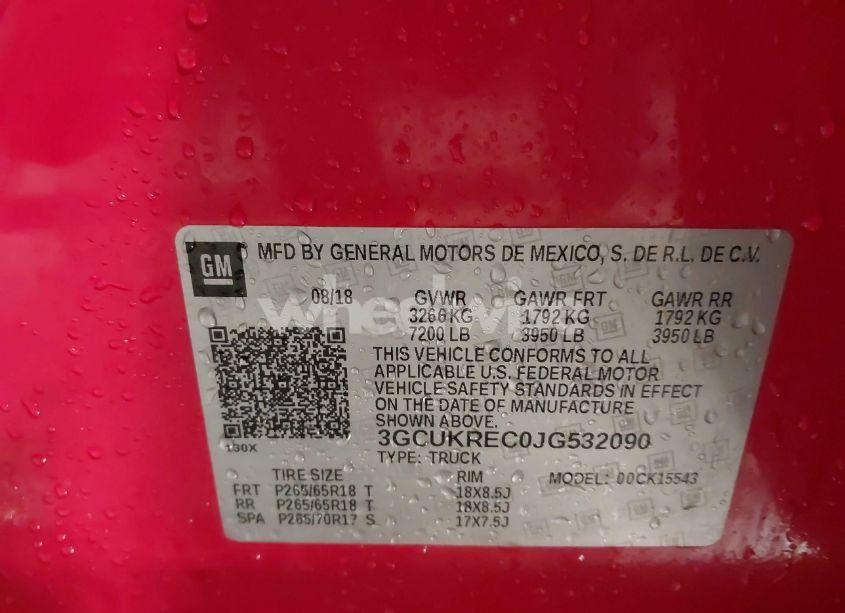 GM
MFD BY GENERAL MOTORS DE MEXICO, S. DE R.L. DE C.V.
08/18 GVWR GAWR FRT GAWR RR
3266 KG 1792 KG 1792 KG
7200 LB 3950 LB 3950 LB
THIS VEHICLE CONFORMS TO ALL
APPLICABLE U.S. FEDERAL MOTOR
VEHICLE SAFETY STANDARDS IN EFFECT
ON THE DATE OF MANUFACTURE
SHOWN ABOVE.
130X 3GCUKREC0JG532090
TYPE: TRUCK
TIRE SIZE RIM MODEL: 00CK15543
FRT P265/65R18 T 18X8.5J
RR P265/65R18 T 18X8.5J
SPA P265/70R17 S 17X7.5J